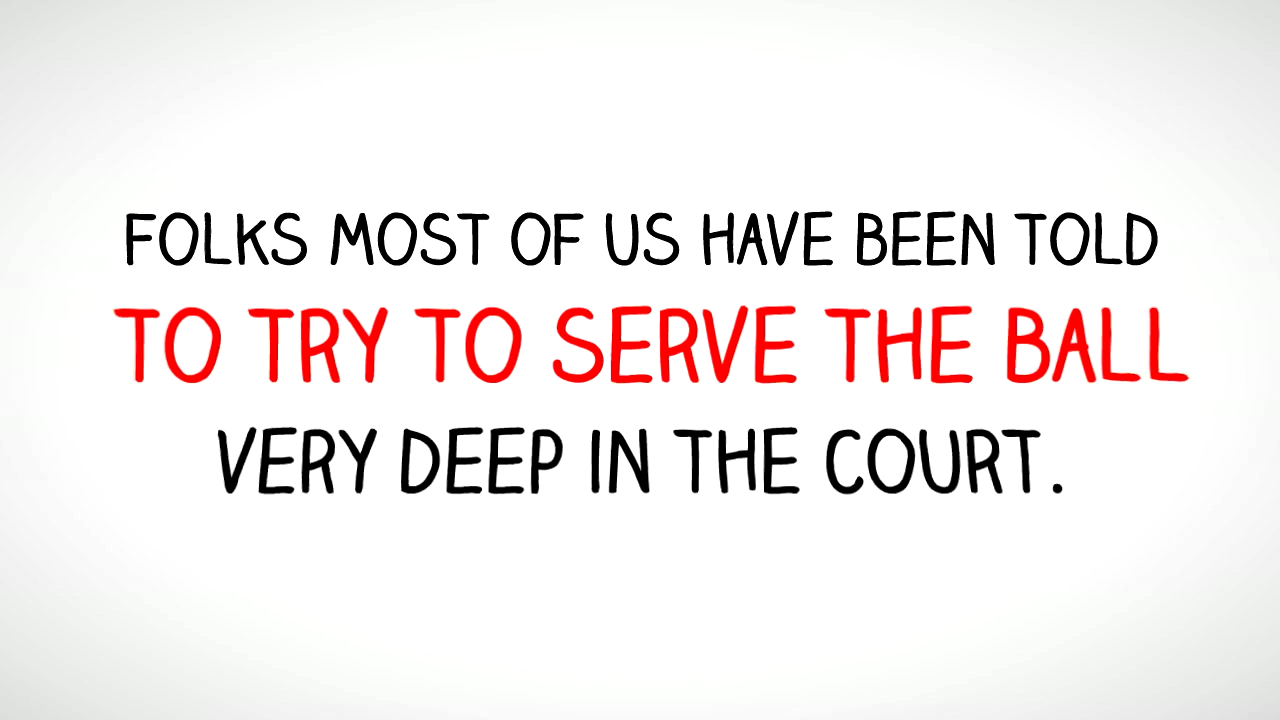 FOLKS MOST OF US HAVE BEEN TOLD
TO TRY TO SERVE THE BALL
VERY DEEP IN THE COURT.